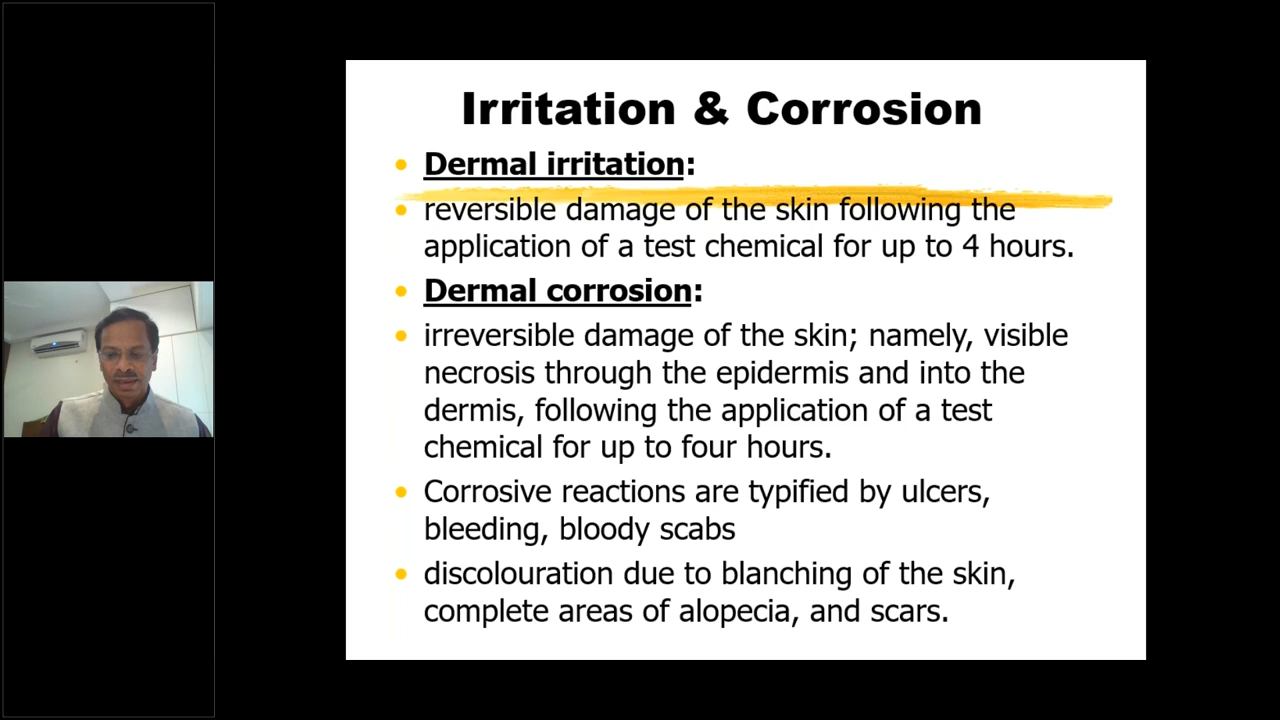 Irritation & Corrosion
• Dermal irritation:
• reversible damage of the skin following the
application of a test chemical for up to 4 hours.
• Dermal corrosion:
• irreversible damage of the skin; namely, visible
necrosis through the epidermis and into the
dermis, following the application of a test
chemical for up to four hours.
• Corrosive reactions are typified by ulcers,
bleeding, bloody scabs
• discolouration due to blanching of the skin,
complete areas of alopecia, and scars.